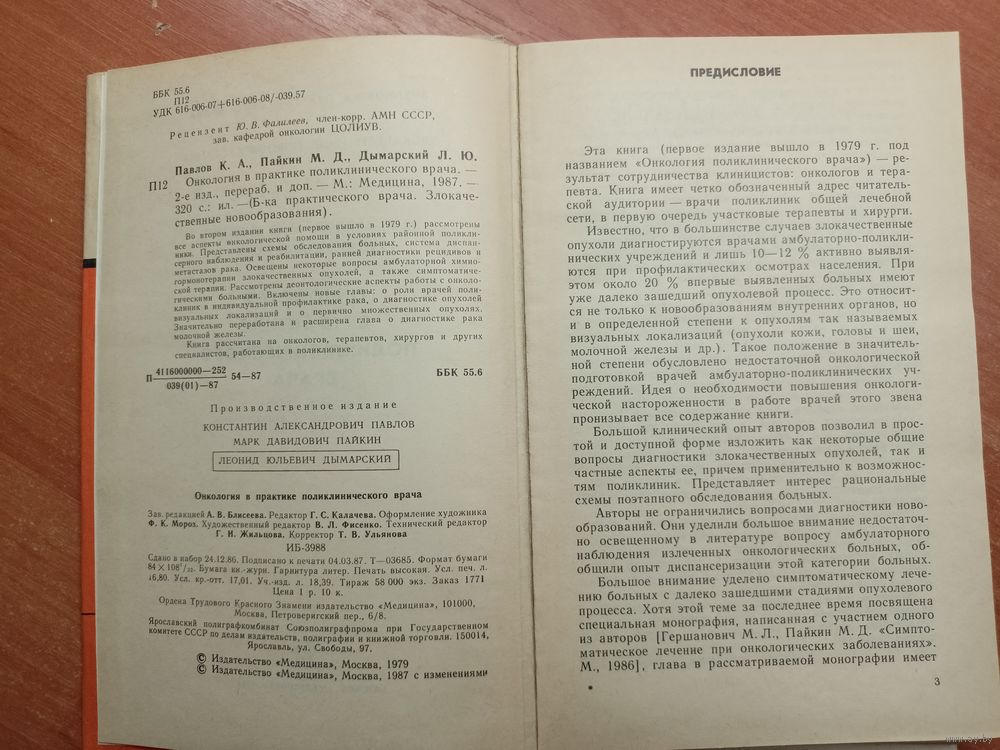 ББК 55.6
П12
УДК 616-006-07+616-006-08/-039.57
Рецензент Ю. В. Фалилеев, член-корр. АМН СССР,
зав. кафедрой онкологии ЦОЛИУВ.
Павлов К. А., Пайкин М. Д., Дымарский Л. Ю.
П12 Онкология в практике поликлинического врача. —
2-е изд., перераб. и доп. — М.: Медицина, 1987. —
320 с.: ил. — (Б-ка практического врача. Злокаче-
ственные новообразования).
Во втором издании книги (первое вышло в 1979 г.) рассмотрены
все аспекты онкологической помощи в условиях районной поликли-
ники. Представлены схемы обследования больных, система диспан-
серного наблюдения и реабилитации, ранней диагностики рецидивов и
метастазов рака. Освещены некоторые вопросы амбулаторной химио-
гормонотерапии злокачественных опухолей, а также симптоматиче-
ской терапии. Рассмотрены деонтологические аспекты работы с онколо-
гическими больными. Включены новые главы: о роли врачей поли-
клиник в индивидуальной профилактике рака, о диагностике опухолей
визуальных локализаций и о первично множественных опухолях.
Значительно переработана и расширена глава о диагностике рака
молочной железы.
Книга рассчитана на онкологов, терапевтов, хирургов и других
специалистов, работающих в поликлинике.
П 4116000000—252 54—87 ББК 55.6
039(01)—87
Производственное издание
КОНСТАНТИН АЛЕКСАНДРОВИЧ ПАВЛОВ
МАРК ДАВИДОВИЧ ПАЙКИН
ЛЕОНИД ЮЛЬЕВИЧ ДЫМАРСКИЙ
Онкология в практике поликлинического врача
Зав. редакцией А. В. Блисеева. Редактор Г. С. Калачева. Оформление художника
Ф. К. Мороз. Художественный редактор В. Л. Фисенко. Технический редактор
Г. Н. Жильцова. Корректор Т. В. Ульянова
ИБ-3988
Сдано в набор 24.12.86. Подписано к печати 04.03.87. Т—03685. Формат бумаги
84×108¹/₃₂. Бумага кн.-журн. Гарнитура литер. Печать высокая. Усл. печ. л.
16,80. Усл. кр.-отт. 17,01. Уч.-изд. л. 18,39. Тираж 58 000 экз. Заказ 1771
Цена 1 р. 10 к.
Ордена Трудового Красного Знамени издательство «Медицина», 101000,
Москва, Петроверигский пер., 6/8.
Ярославский полиграфкомбинат Союзполиграфпрома при Государственном
комитете СССР по делам издательств, полиграфии и книжной торговли. 150014,
Ярославль, ул. Свободы, 97.
© Издательство «Медицина», Москва, 1979
© Издательство «Медицина», Москва, 1987 с изменениями
ПРЕДИСЛОВИЕ
Эта книга (первое издание вышло в 1979 г. под
названием «Онкология поликлинического врача») — ре-
зультат сотрудничества клиницистов: онкологов и тера-
певта. Книга имеет четко обозначенный адрес читатель-
ской аудитории — врачи поликлиник общей лечебной
сети, в первую очередь участковые терапевты и хирурги.
Известно, что в большинстве случаев злокачественные
опухоли диагностируются врачами амбулаторно-поликли-
нических учреждений и лишь 10—12 % активно выявля-
ются при профилактических осмотрах населения. При
этом около 20 % впервые выявленных больных имеют
уже далеко зашедший опухолевой процесс. Это относит-
ся не только к новообразованиям внутренних органов, но
и в определенной степени к опухолям так называемых
визуальных локализаций (опухоли кожи, головы и шеи,
молочной железы и др.). Такое положение в значитель-
ной степени обусловлено недостаточной онкологической
подготовкой врачей амбулаторно-поликлинических уч-
реждений. Идея о необходимости повышения онкологи-
ческой настороженности в работе врачей этого звена
пронизывает все содержание книги.
Большой клинический опыт авторов позволил в прос-
той и доступной форме изложить как некоторые общие
вопросы диагностики злокачественных опухолей, так и
частные аспекты ее, причем применительно к возможнос-
тям поликлиник. Представляет интерес рациональные
схемы поэтапного обследования больных.
Авторы не ограничились вопросами диагностики ново-
образований. Они уделили большое внимание недостаточ-
но освещенному в литературе вопросу амбулаторного
наблюдения излеченных онкологических больных, об-
общили опыт диспансеризации этой категории больных.
Большое внимание уделено симптоматическому лече-
нию больных с далеко зашедшими стадиями опухолевого
процесса. Хотя этой теме за последнее время посвящена
специальная монография, написанная с участием одного
из авторов [Гершанович М. Л., Пайкин М. Д. «Симпто-
матическое лечение при онкологических заболеваниях».
М., 1986], глава в рассматриваемой монографии имеет
3